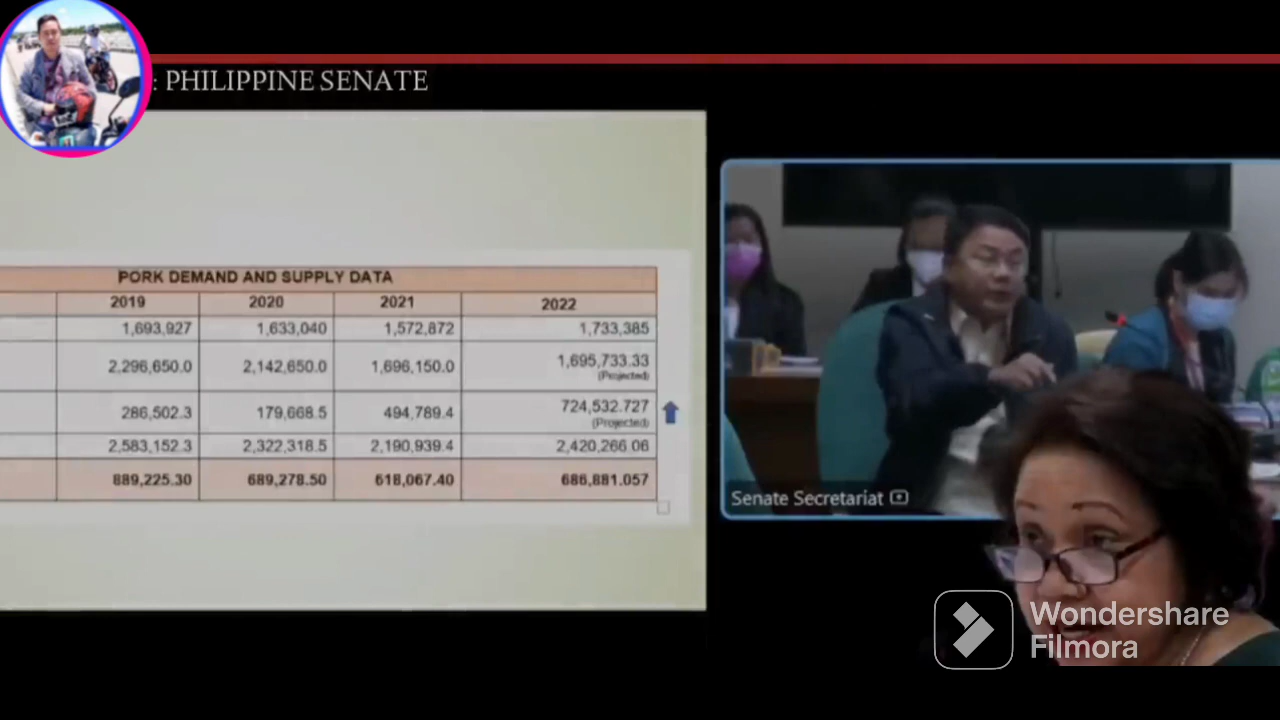 : PHILIPPINE SENATE
PORK DEMAND AND SUPPLY DATA
2019 2020 2021 2022
1,693,927 1,633,040 1,572,872 1,733,385
2,296,650.0 2,142,650.0 1,696,150.0 1,695,733.33
(Projected)
286,502.3 179,668.5 494,789.4 724,532.727
(Projected)
2,583,152.3 2,322,318.5 2,190,939.4 2,420,266.06
889,225.30 689,278.50 618,067.40 686,881.057
Senate Secretariat
Wondershare
Filmora